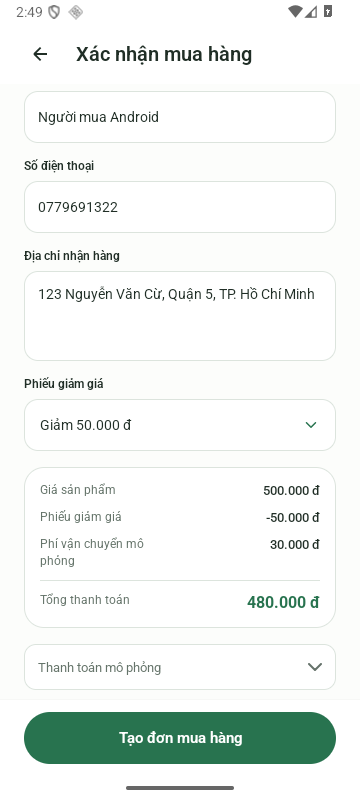 2:49
Xác nhận mua hàng
Người mua Android
Số điện thoại
0779691322
Địa chỉ nhận hàng
123 Nguyễn Văn Cừ, Quận 5, TP. Hồ Chí Minh
Phiếu giảm giá
Giảm 50.000 đ
Giá sản phẩm 500.000 đ
Phiếu giảm giá -50.000 đ
Phí vận chuyển mô 30.000 đ
phỏng
Tổng thanh toán 480.000 đ
Thanh toán mô phỏng
Tạo đơn mua hàng